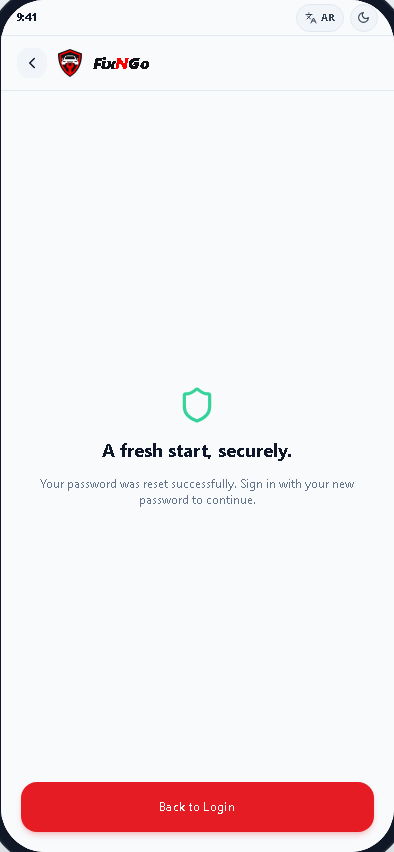 9:41
AR
FixNGo
A fresh start, securely.
Your password was reset successfully. Sign in with your new
password to continue.
Back to Login